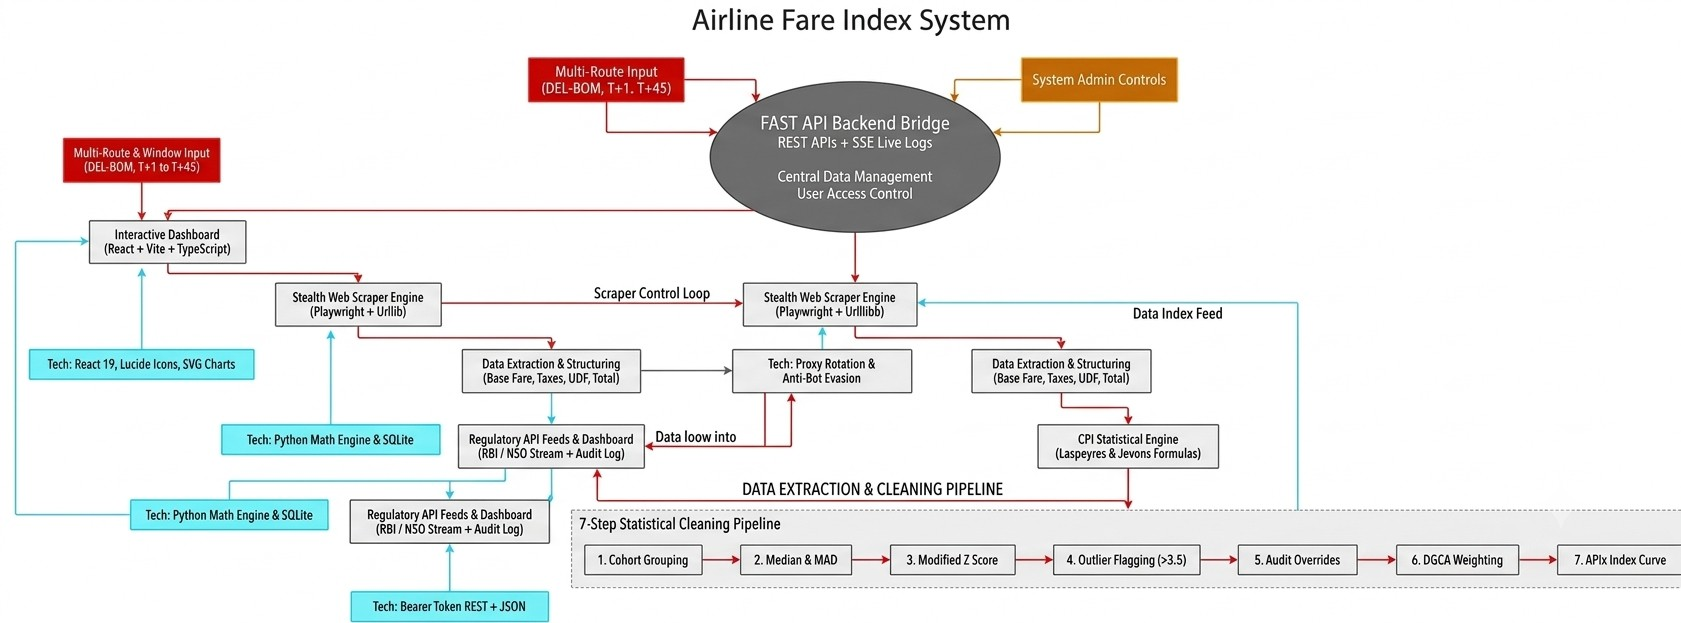 Airline Fare Index System
Multi-Route Input
(DEL-BOM, T+1. T+45)
System Admin Controls
FAST API Backend Bridge
REST APIs + SSE Live Logs
Central Data Management
User Access Control
Multi-Route & Window Input
(DEL-BOM, T+1 to T+45)
Interactive Dashboard
(React + Vite + TypeScript)
Stealth Web Scraper Engine
(Playwright + Urllib)
Scraper Control Loop
Stealth Web Scraper Engine
(Playwright + Urlllibb)
Data Index Feed
Tech: React 19, Lucide Icons, SVG Charts
Data Extraction & Structuring
(Base Fare, Taxes, UDF, Total)
Tech: Proxy Rotation &
Anti-Bot Evasion
Data Extraction & Structuring
(Base Fare, Taxes, UDF, Total)
Tech: Python Math Engine & SQLite
Regulatory API Feeds & Dashboard
(RBI / NSO Stream + Audit Log)
Data loow into
CPI Statistical Engine
(Laspeyres & Jevons Formulas)
DATA EXTRACTION & CLEANING PIPELINE
Tech: Python Math Engine & SQLite
Regulatory API Feeds & Dashboard
(RBI / NSO Stream + Audit Log)
7-Step Statistical Cleaning Pipeline
1. Cohort Grouping
2. Median & MAD
3. Modified Z Score
4. Outlier Flagging (>3.5)
5. Audit Overrides
6. DGCA Weighting
7. APIx Index Curve
Tech: Bearer Token REST + JSON